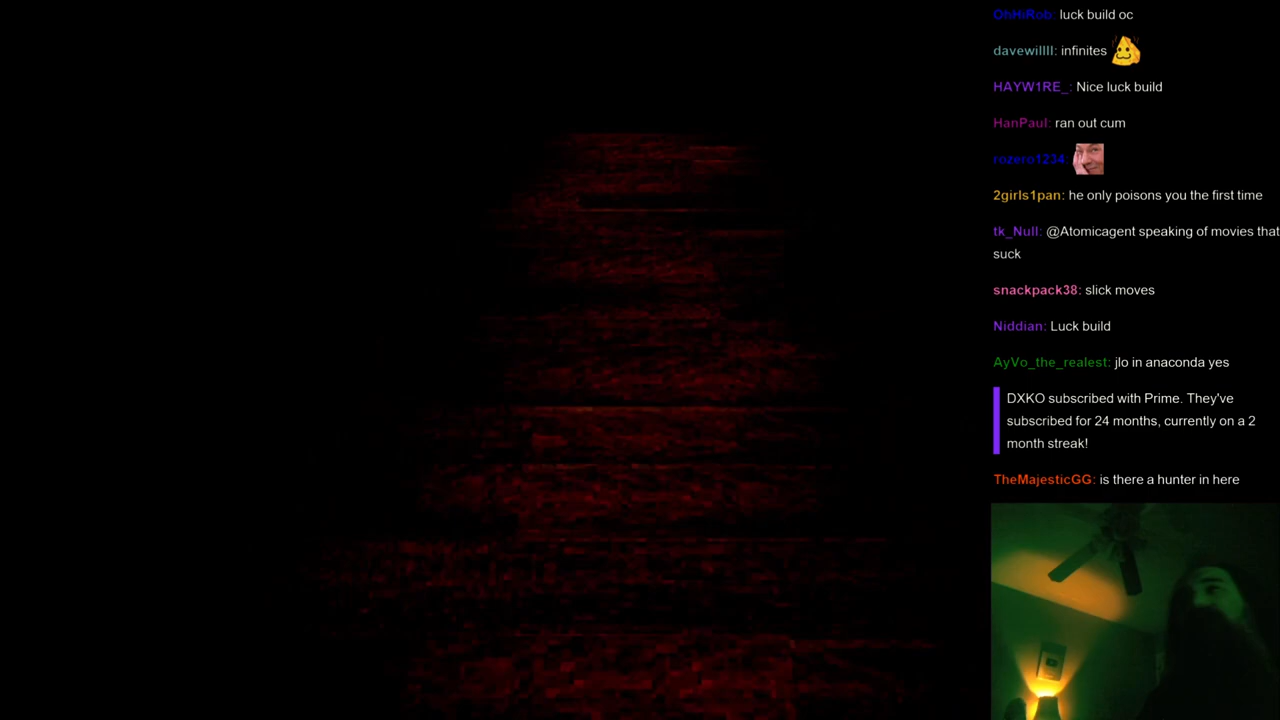 OhHiRob: luck build oc
davewillll: infinites
HAYW1RE_: Nice luck build
HanPaul: ran out cum
rozero1234:
2girls1pan: he only poisons you the first time
tk_Null: @Atomicagent speaking of movies that
suck
snackpack38: slick moves
Niddian: Luck build
AyVo_the_realest: jlo in anaconda yes
DXKO subscribed with Prime. They've
subscribed for 24 months, currently on a 2
month streak!
TheMajesticGG: is there a hunter in here